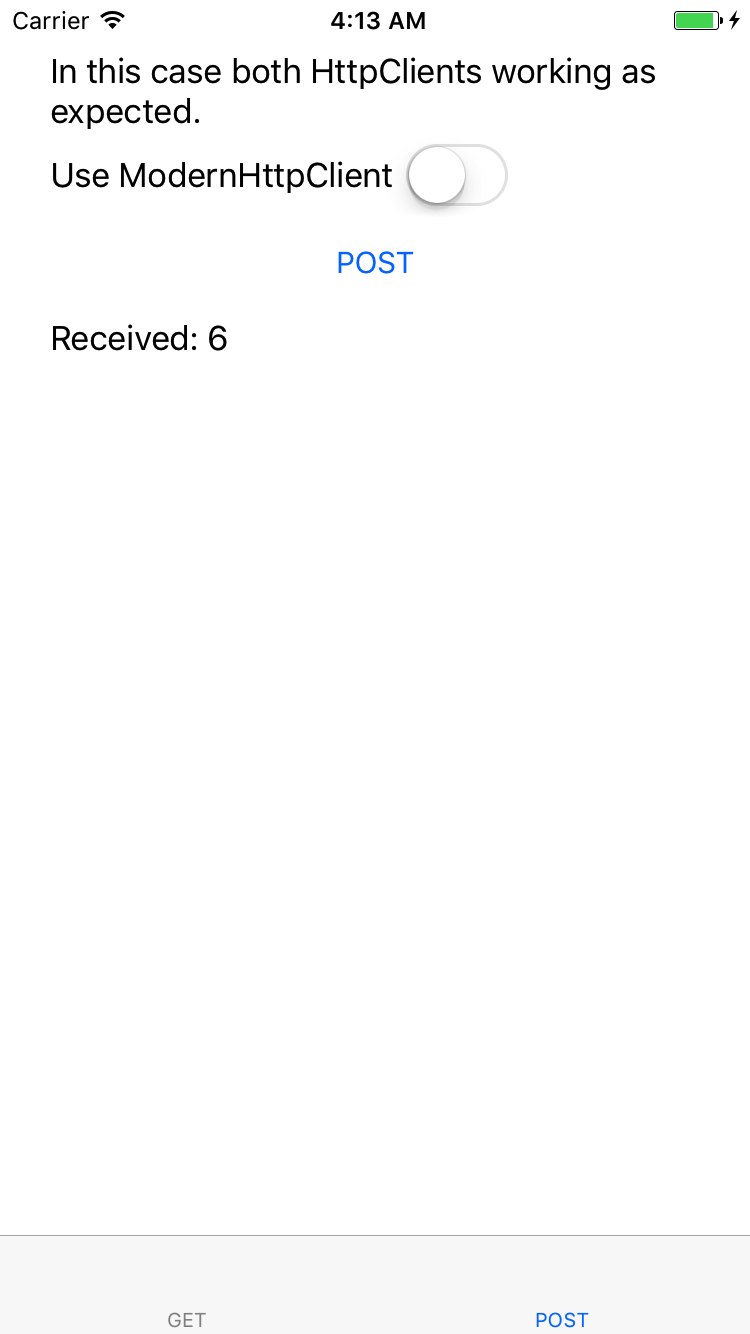 Carrier 4:13 AM
In this case both HttpClients working as
expected.
Use ModernHttpClient
POST
Received: 6
GET POST